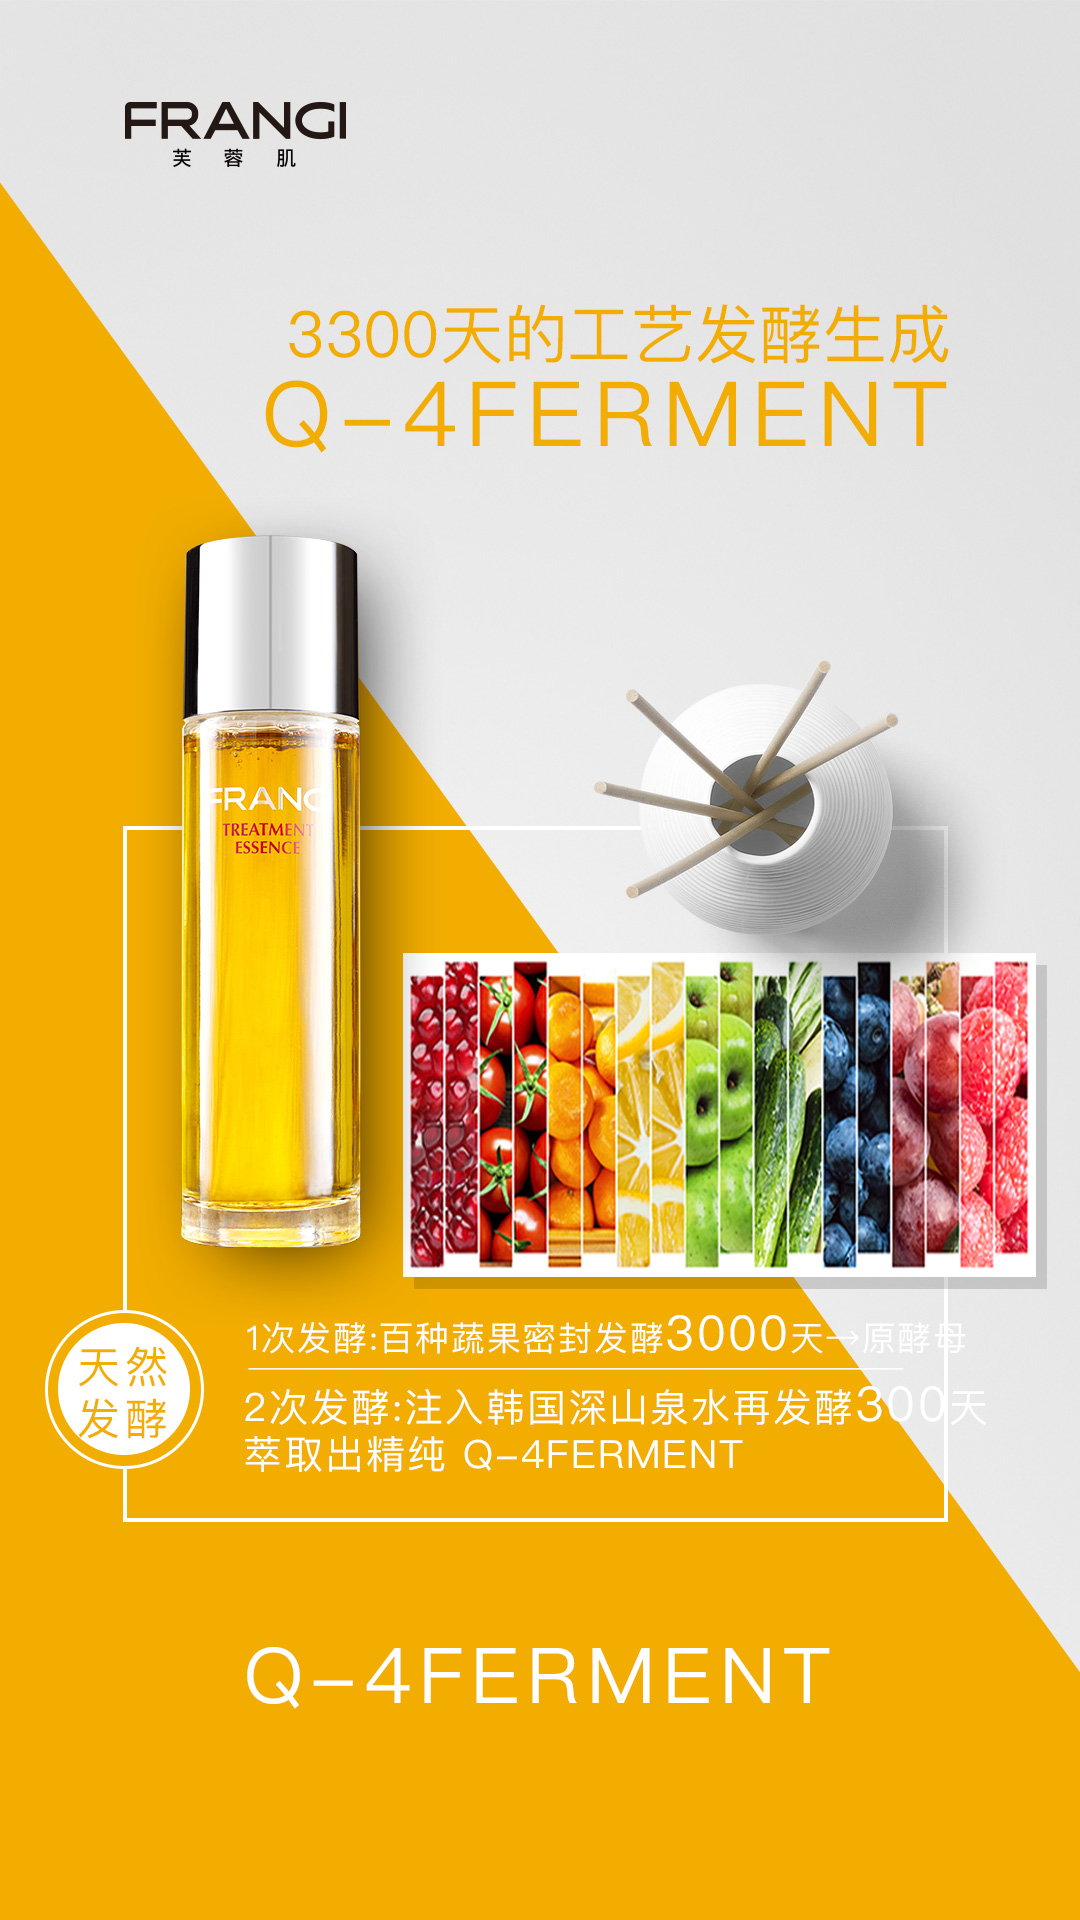 FRANGI
芙蓉肌
3300天的工艺发酵生成
Q-4FERMENT
FRANG
TREATMENT
ESSENCE
天然
发酵
1次发酵:百种蔬果密封发酵3000天→原酵母
2次发酵:注入韩国深山泉水再发酵300天
萃取出精纯 Q-4FERMENT
Q-4FERMENT